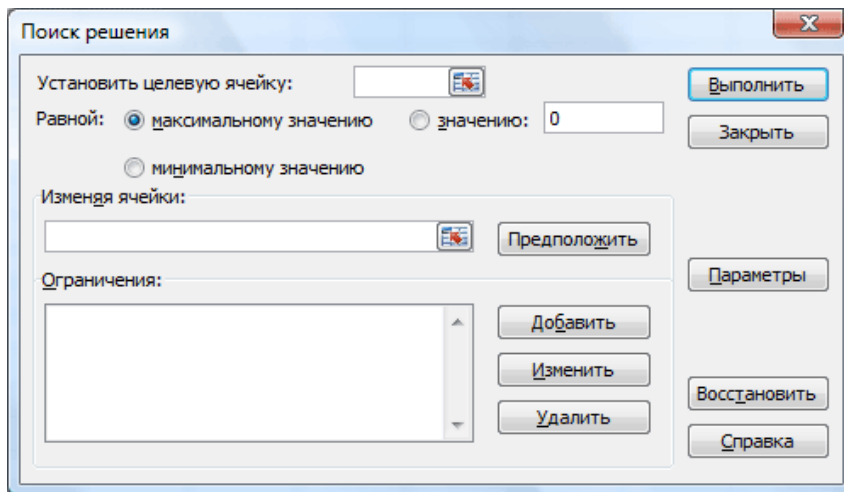 Поиск решения
Установить целевую ячейку:
Выполнить
Равной: максимальному значению значению: 0
Закрыть
минимальному значению
Изменяя ячейки:
Предположить
Параметры
Ограничения:
Добавить
Изменить
Восстановить
Удалить
Справка